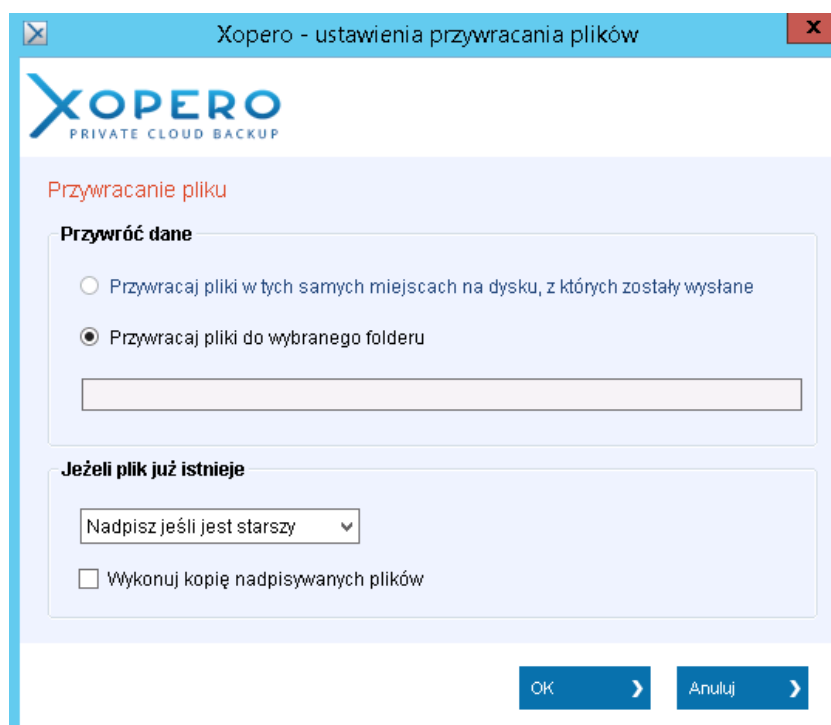 Xopero - ustawienia przywracania plików
x
XOPERO
PRIVATE CLOUD BACKUP
Przywracanie pliku
Przywróć dane
Przywracaj pliki w tych samych miejscach na dysku, z których zostały wysłane
Przywracaj pliki do wybranego folderu
Jeżeli plik już istnieje
Nadpisz jeśli jest starszy
Wykonuj kopię nadpisywanych plików
OK
Anuluj